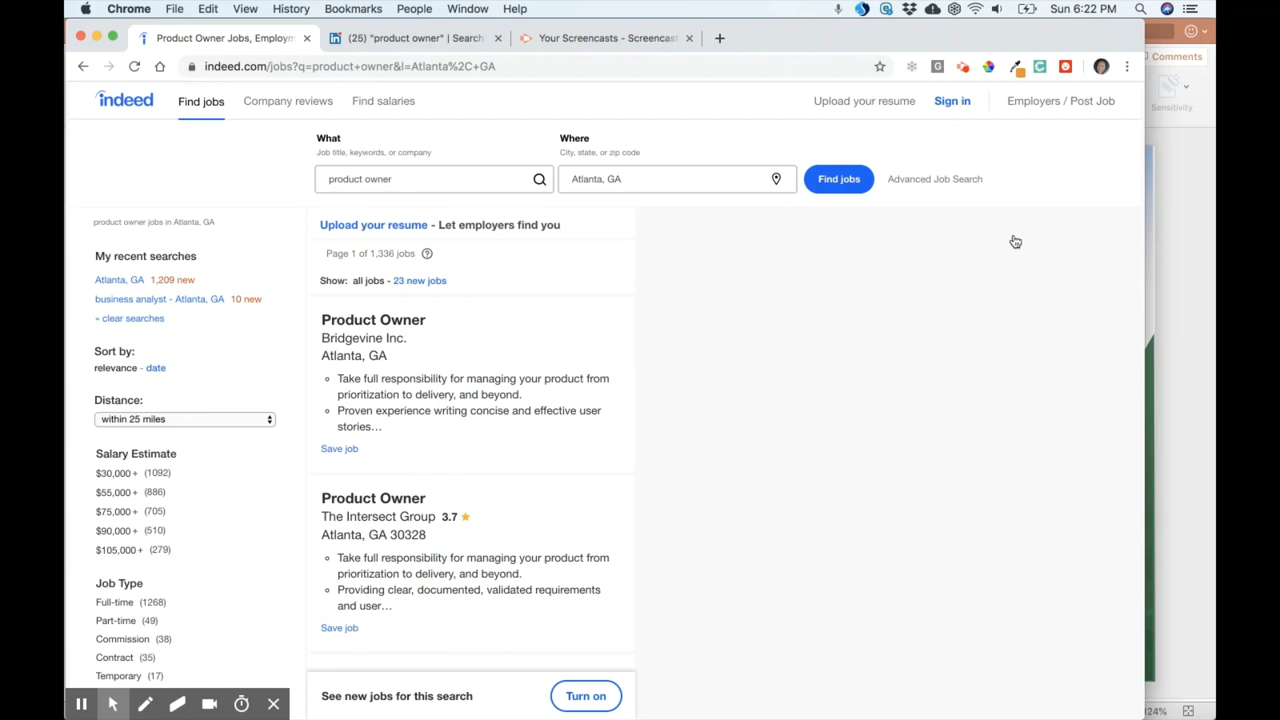 Chrome File Edit View History Bookmarks People Window Help Sun 6:22 PM
Product Owner Jobs, Employm (25) "product owner" | Search Your Screencasts - Screencast
indeed.com/jobs?q=product+owner&l=Atlanta%2C+GA
Comments
Sensitivity
indeed Find jobs Company reviews Find salaries Upload your resume Sign in Employers / Post Job
What
Job title, keywords, or company
product owner
Where
City, state, or zip code
Atlanta, GA
Find jobs
Advanced Job Search
product owner jobs in Atlanta, GA
My recent searches
Atlanta, GA 1,209 new
business analyst - Atlanta, GA 10 new
« clear searches
Sort by:
relevance - date
Distance:
within 25 miles
Salary Estimate
$30,000+ (1092)
$55,000+ (886)
$75,000+ (705)
$90,000+ (510)
$105,000+ (279)
Job Type
Full-time (1268)
Part-time (49)
Commission (38)
Contract (35)
Temporary (17)
Upload your resume - Let employers find you
Page 1 of 1,336 jobs ?
Show: all jobs - 23 new jobs
Product Owner
Bridgevine Inc.
Atlanta, GA
Take full responsibility for managing your product from
prioritization to delivery, and beyond.
Proven experience writing concise and effective user
stories…
Save job
Product Owner
The Intersect Group 3.7
Atlanta, GA 30328
Take full responsibility for managing your product from
prioritization to delivery, and beyond.
Providing clear, documented, validated requirements
and user…
Save job
See new jobs for this search
Turn on
24%